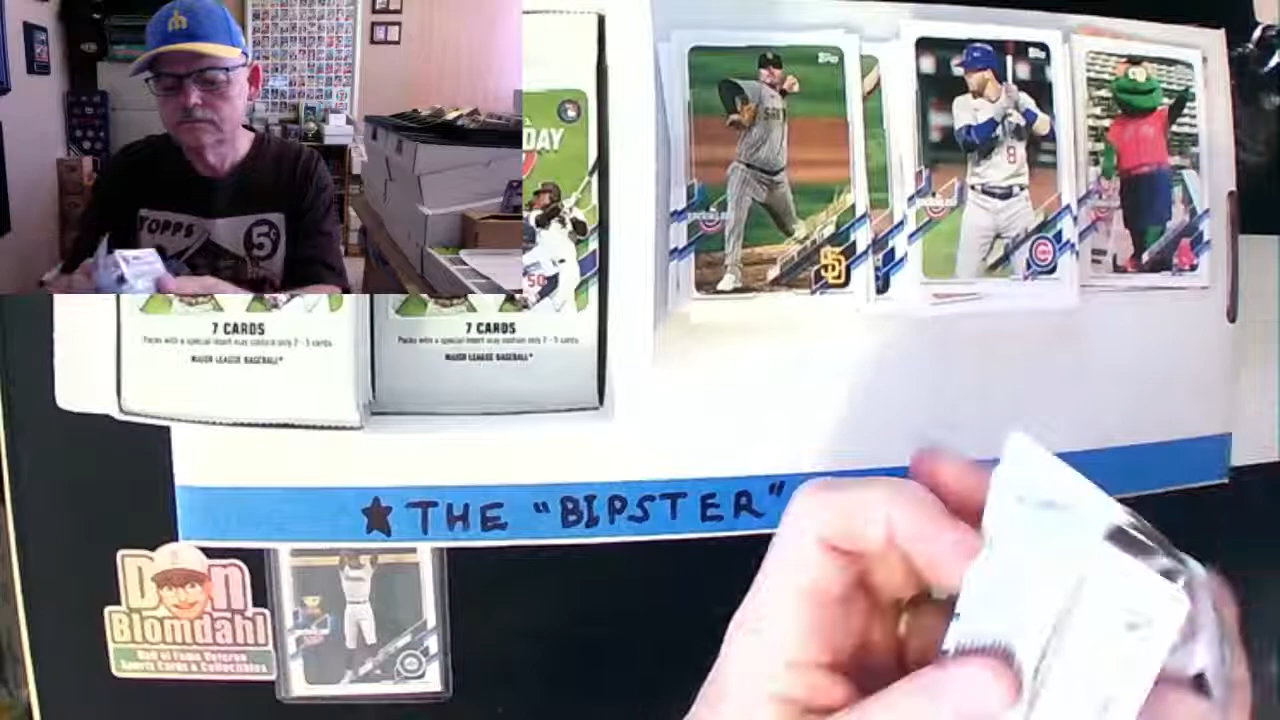 TOPPS
5¢
DAY
50
7 CARDS
Packs with a special insert may contain only 2 - 5 cards
MAJOR LEAGUE BASEBALL
7 CARDS
Packs with a special insert may contain only 2 - 5 cards
MAJOR LEAGUE BASEBALL
Topps
SD
Topps
8
Topps
★ THE "BIPSTER"
Don
Blomdahl
Hall of Fame Veteran
Sports Cards & Collectibles